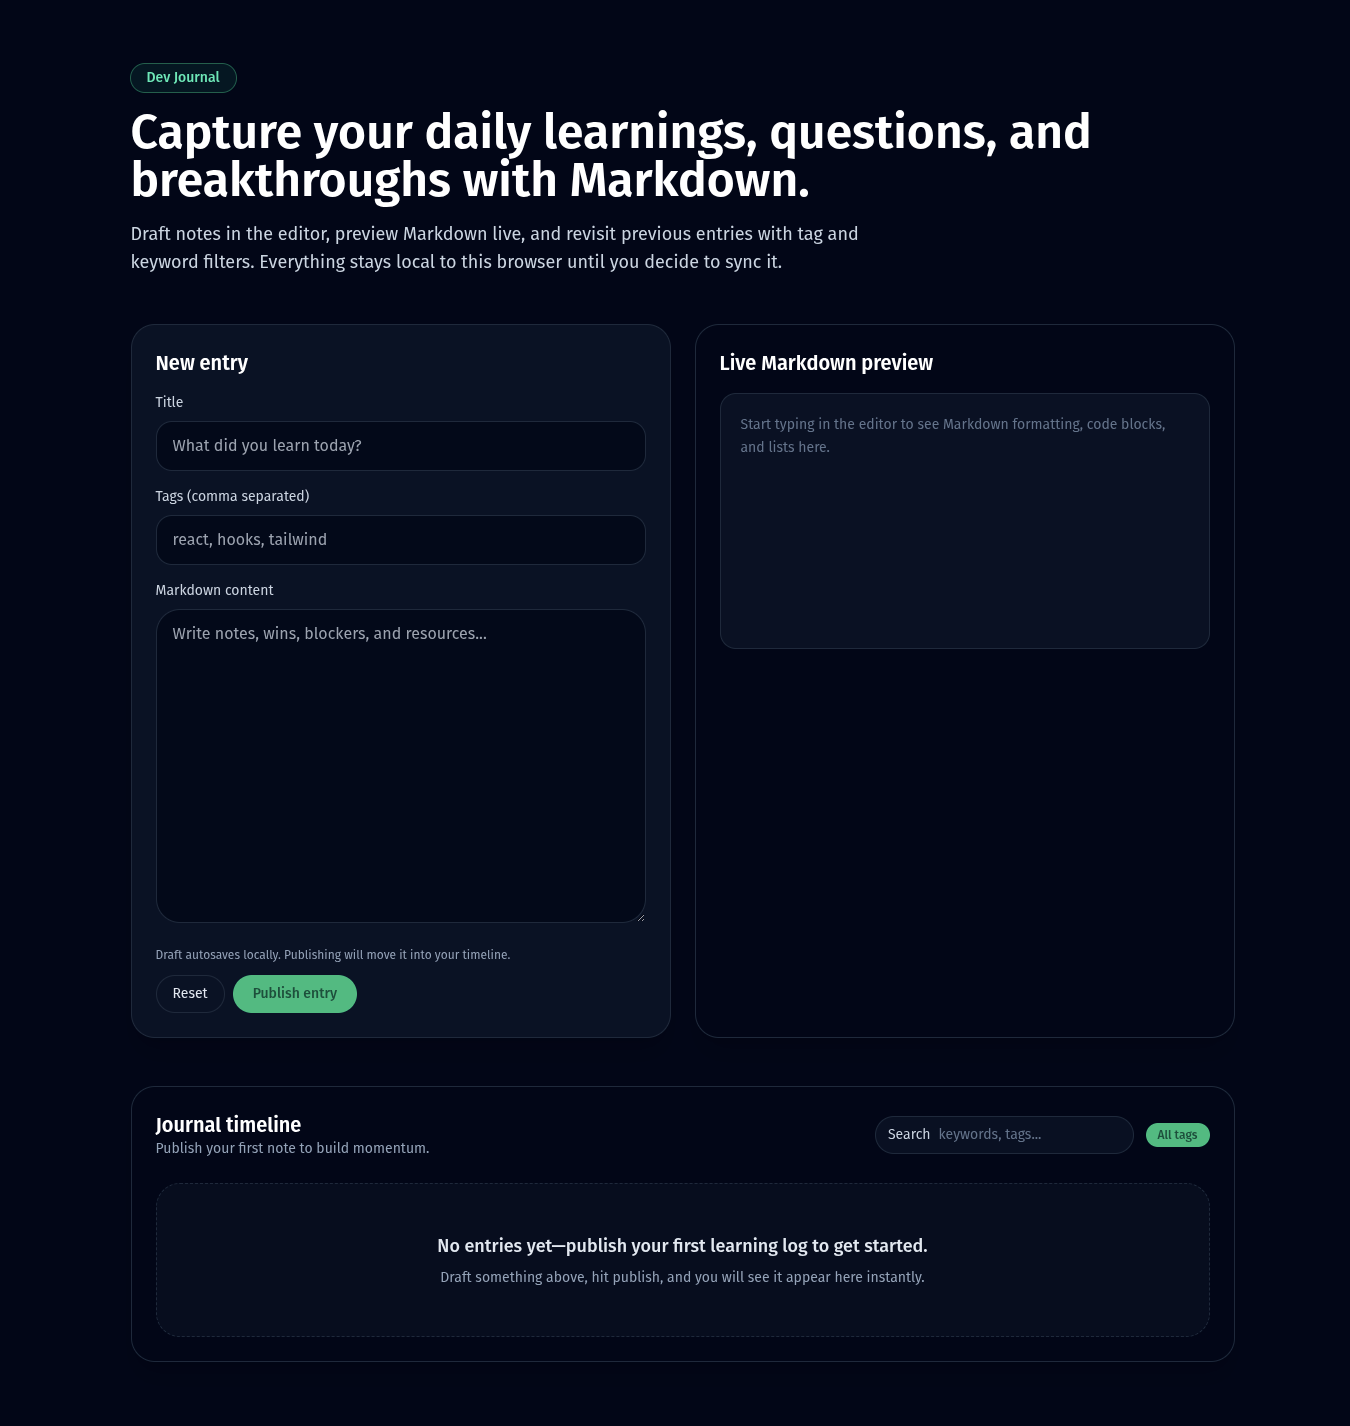 Dev Journal
Capture your daily learnings, questions, and
breakthroughs with Markdown.
Draft notes in the editor, preview Markdown live, and revisit previous entries with tag and
keyword filters. Everything stays local to this browser until you decide to sync it.
New entry
Title
What did you learn today?
Tags (comma separated)
react, hooks, tailwind
Markdown content
Write notes, wins, blockers, and resources...
Draft autosaves locally. Publishing will move it into your timeline.
Reset
Publish entry
Live Markdown preview
Start typing in the editor to see Markdown formatting, code blocks,
and lists here.
Journal timeline
Publish your first note to build momentum.
Search keywords, tags...
All tags
No entries yet—publish your first learning log to get started.
Draft something above, hit publish, and you will see it appear here instantly.